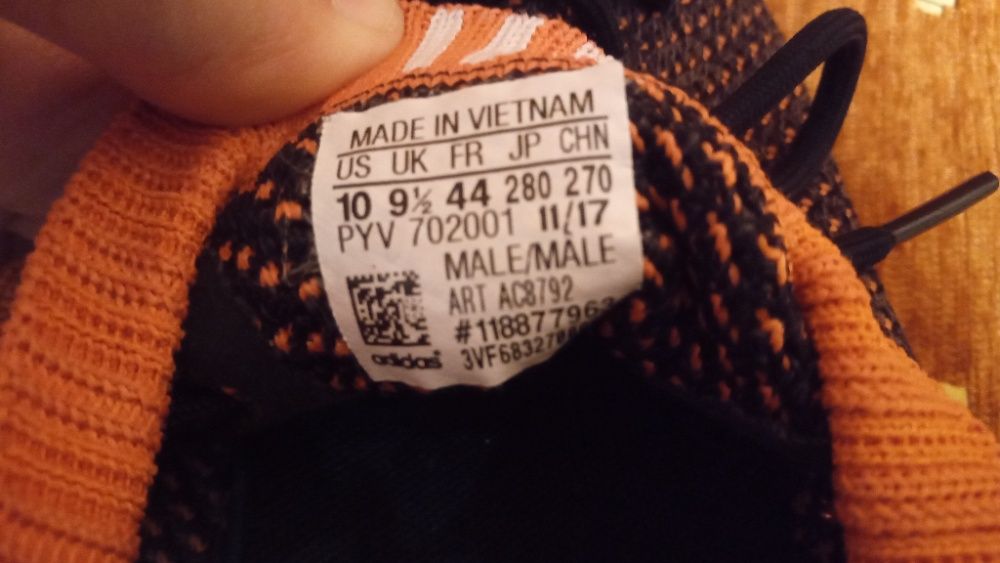 MADE IN VIETNAM
US UK FR JP CHN
10 9½ 44 280 270
PYV 702001 11/17
MALE/MÂLE
ART AC8792
adidas